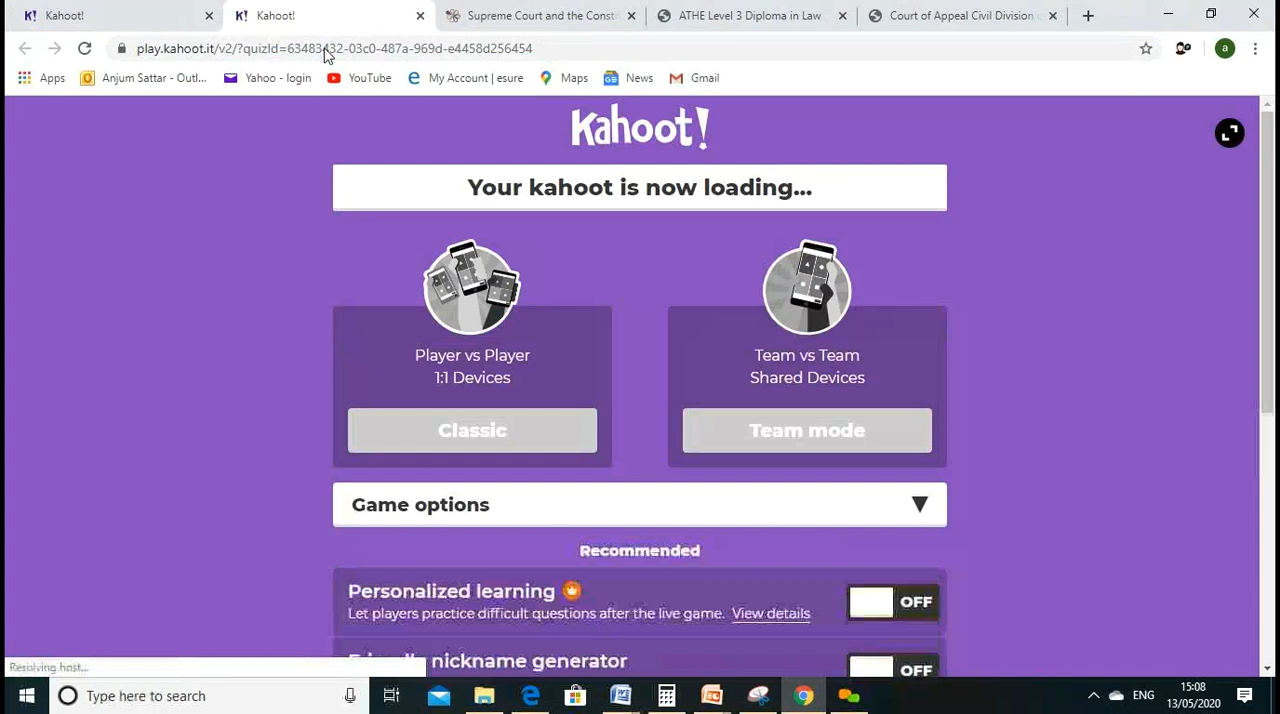 Kahoot!
Kahoot!
Supreme Court and the Consti
ATHE Level 3 Diploma in Law
Court of Appeal Civil Division o
play.kahoot.it/v2/?quizId=63483432-03c0-487a-969d-e4458d256454
a
Apps
Anjum Sattar - Outl...
Yahoo - login
YouTube
My Account | esure
Maps
News
Gmail
Kahoot!
Your kahoot is now loading...
Player vs Player
1:1 Devices
Classic
Team vs Team
Shared Devices
Team mode
Game options
Recommended
Personalized learning
Let players practice difficult questions after the live game. View details
OFF
Friendly nickname generator
OFF
Resolving host...
Type here to search
ENG
15:08
13/05/2020